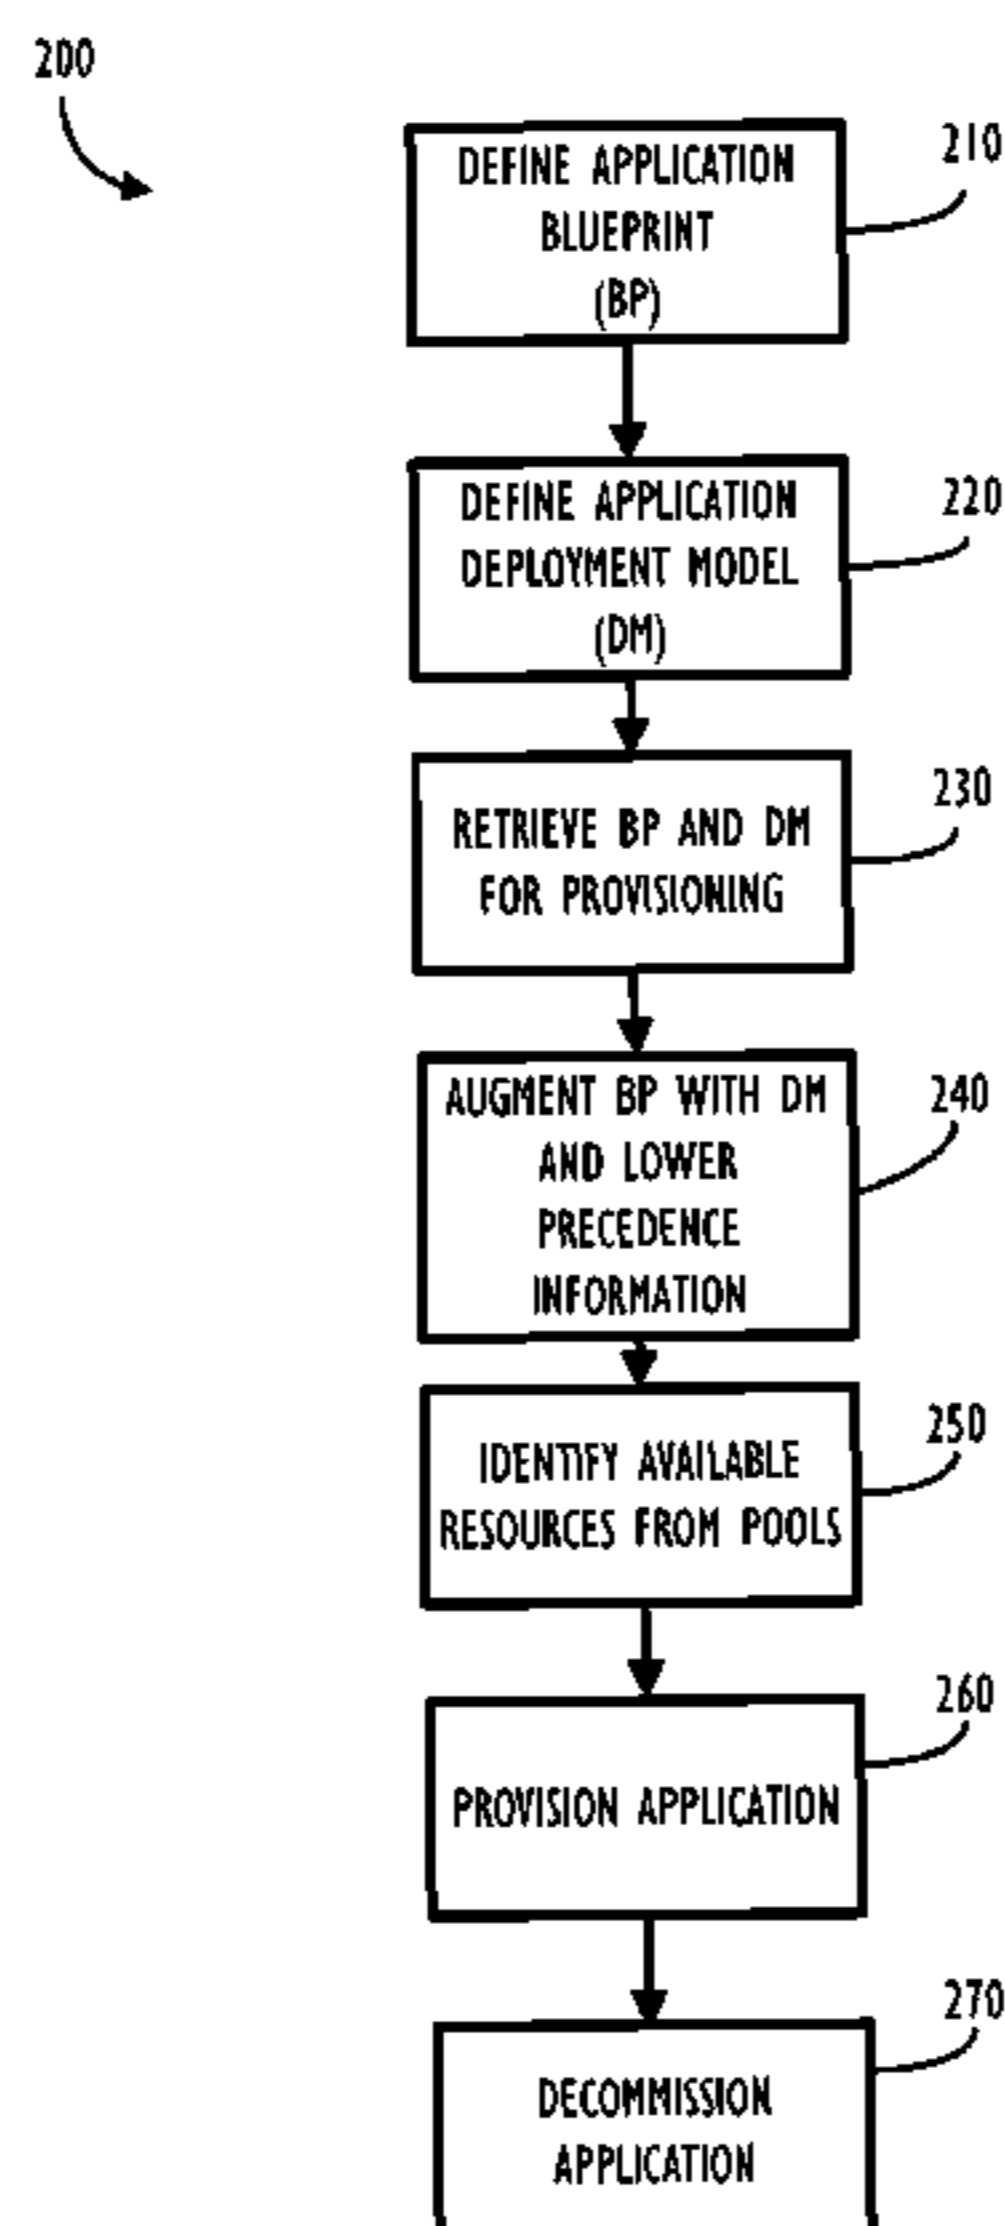 200
210
DEFINE APPLICATION
BLUEPRINT
(BP)
220
DEFINE APPLICATION
DEPLOYMENT MODEL
(DM)
230
RETRIEVE BP AND DM
FOR PROVISIONING
240
AUGMENT BP WITH DM
AND LOWER
PRECEDENCE
INFORMATION
250
IDENTIFY AVAILABLE
RESOURCES FROM POOLS
260
PROVISION APPLICATION
270
DECOMMISSION
APPLICATION